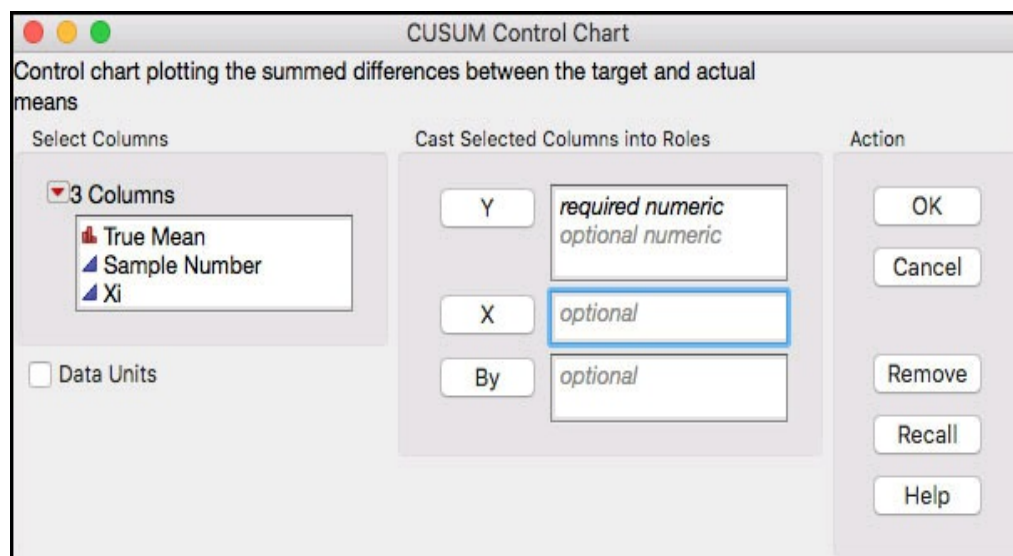 CUSUM Control Chart
Control chart plotting the summed differences between the target and actual
means
Select Columns
3 Columns
True Mean
Sample Number
Xi
Data Units
Cast Selected Columns into Roles
Y
required numeric
optional numeric
X
optional
By
optional
Action
OK
Cancel
Remove
Recall
Help